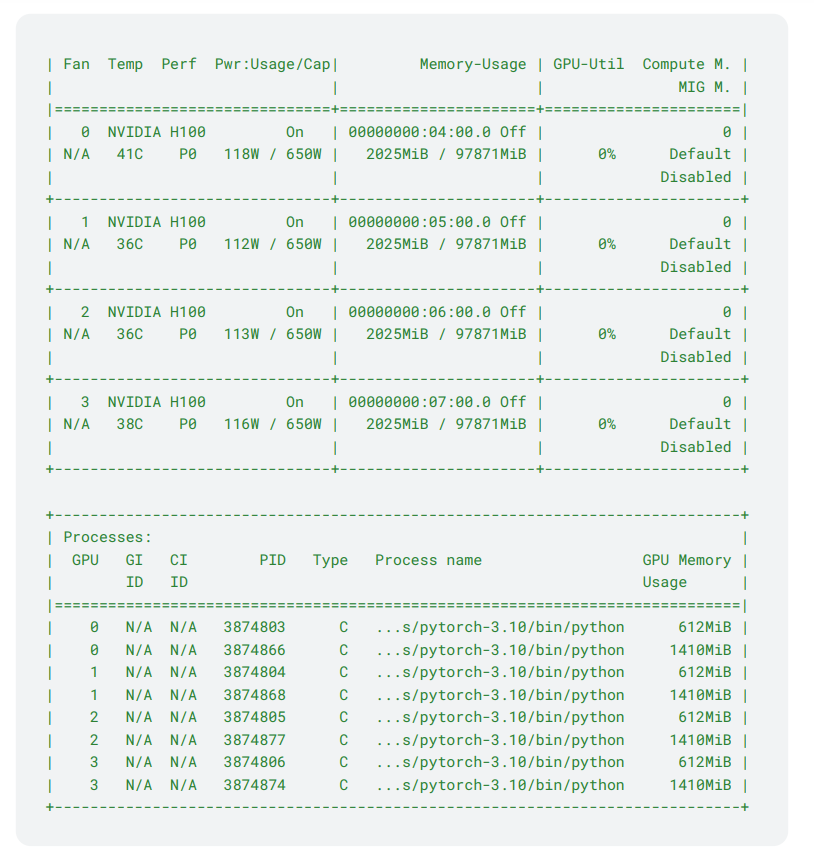 | Fan  Temp  Perf  Pwr:Usage/Cap|         Memory-Usage | GPU-Util  Compute M. |
|                               |                      |               MIG M. |
|===============================+======================+======================|
|   0  NVIDIA H100         On   | 00000000:04:00.0 Off |                    0 |
| N/A   41C    P0   118W / 650W |   2025MiB / 97871MiB |      0%      Default |
|                               |                      |             Disabled |
+-------------------------------+----------------------+----------------------+
|   1  NVIDIA H100         On   | 00000000:05:00.0 Off |                    0 |
| N/A   36C    P0   112W / 650W |   2025MiB / 97871MiB |      0%      Default |
|                               |                      |             Disabled |
+-------------------------------+----------------------+----------------------+
|   2  NVIDIA H100         On   | 00000000:06:00.0 Off |                    0 |
| N/A   36C    P0   113W / 650W |   2025MiB / 97871MiB |      0%      Default |
|                               |                      |             Disabled |
+-------------------------------+----------------------+----------------------+
|   3  NVIDIA H100         On   | 00000000:07:00.0 Off |                    0 |
| N/A   38C    P0   116W / 650W |   2025MiB / 97871MiB |      0%      Default |
|                               |                      |             Disabled |
+-------------------------------+----------------------+----------------------+
+-----------------------------------------------------------------------------+
| Processes:                                                                  |
|  GPU   GI   CI        PID   Type   Process name                  GPU Memory |
|        ID   ID                                                   Usage      |
|=============================================================================|
|    0   N/A  N/A   3874803      C   ...s/pytorch-3.10/bin/python      612MiB |
|    0   N/A  N/A   3874866      C   ...s/pytorch-3.10/bin/python     1410MiB |
|    1   N/A  N/A   3874804      C   ...s/pytorch-3.10/bin/python      612MiB |
|    1   N/A  N/A   3874868      C   ...s/pytorch-3.10/bin/python     1410MiB |
|    2   N/A  N/A   3874805      C   ...s/pytorch-3.10/bin/python      612MiB |
|    2   N/A  N/A   3874877      C   ...s/pytorch-3.10/bin/python     1410MiB |
|    3   N/A  N/A   3874806      C   ...s/pytorch-3.10/bin/python      612MiB |
|    3   N/A  N/A   3874874      C   ...s/pytorch-3.10/bin/python     1410MiB |
+-----------------------------------------------------------------------------+